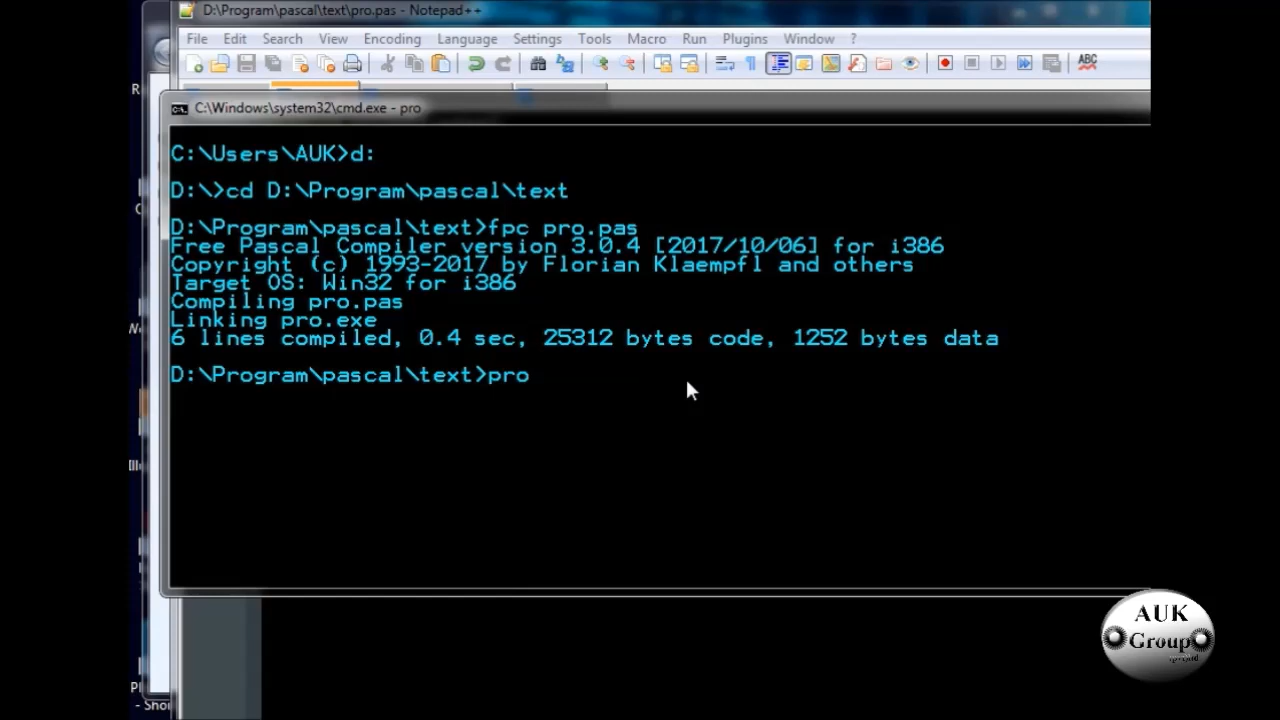 D:\Program\pascal\text\pro.pas - Notepad++
File Edit Search View Encoding Language Settings Tools Macro Run Plugins Window ?
ABC
C:\Windows\system32\cmd.exe - pro
C:\Users\AUK>d:
D:\>cd D:\Program\pascal\text
D:\Program\pascal\text>fpc pro.pas
Free Pascal Compiler version 3.0.4 [2017/10/06] for i386
Copyright (c) 1993-2017 by Florian Klaempfl and others
Target OS: Win32 for i386
Compiling pro.pas
Linking pro.exe
6 lines compiled, 0.4 sec, 25312 bytes code, 1252 bytes data
D:\Program\pascal\text>pro
AUK
Group